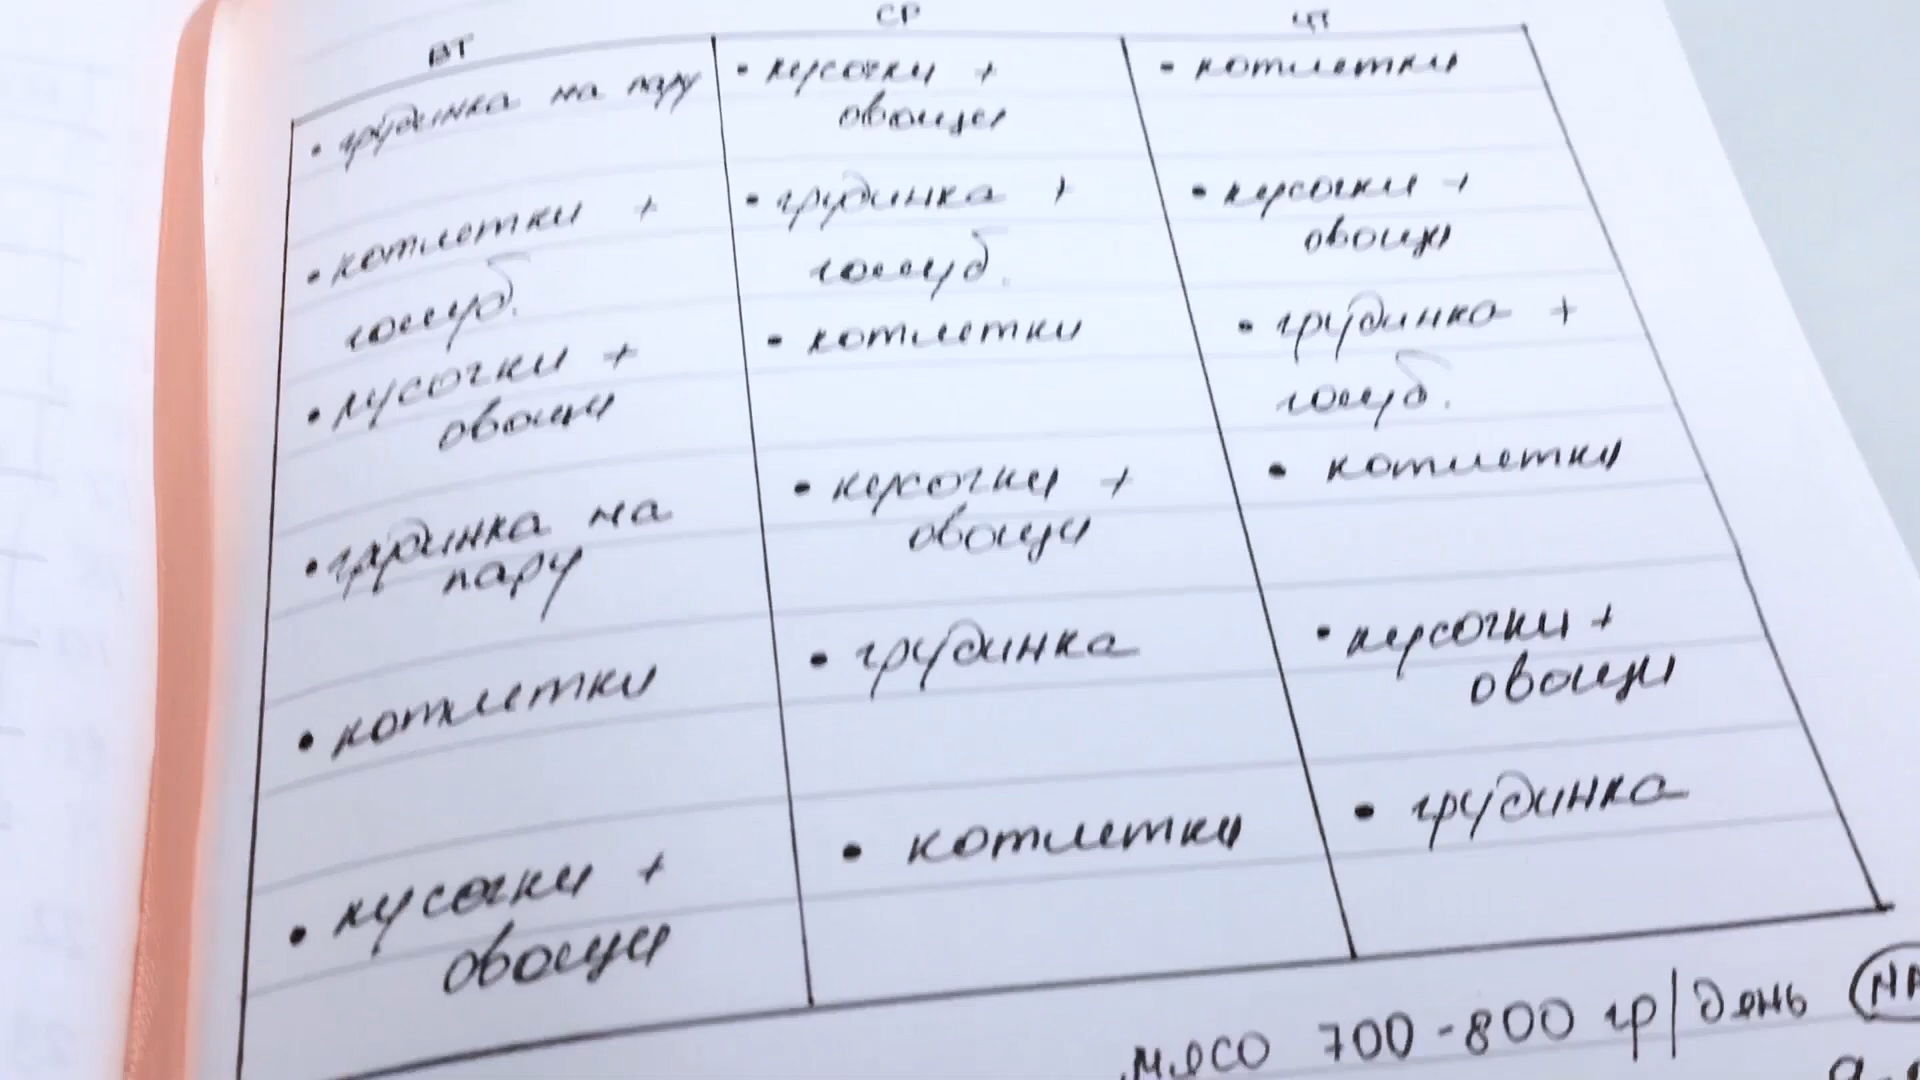 ВТ
• грудинка на пару
• котлетки +
голуб.
• кусочки +
овощи
• грудинка на
пару
• котлетки
• кусочки +
овощи
СР
• кусочки +
овощи
• грудинка +
голуб.
• котлетки
• кусочки +
овощи
• грудинка
• котлетки
ЧТ
• котлетки
• кусочки +
овощи
• грудинка +
голуб.
• котлетки
• кусочки +
овощи
• грудинка
мясо 700-800 гр/день